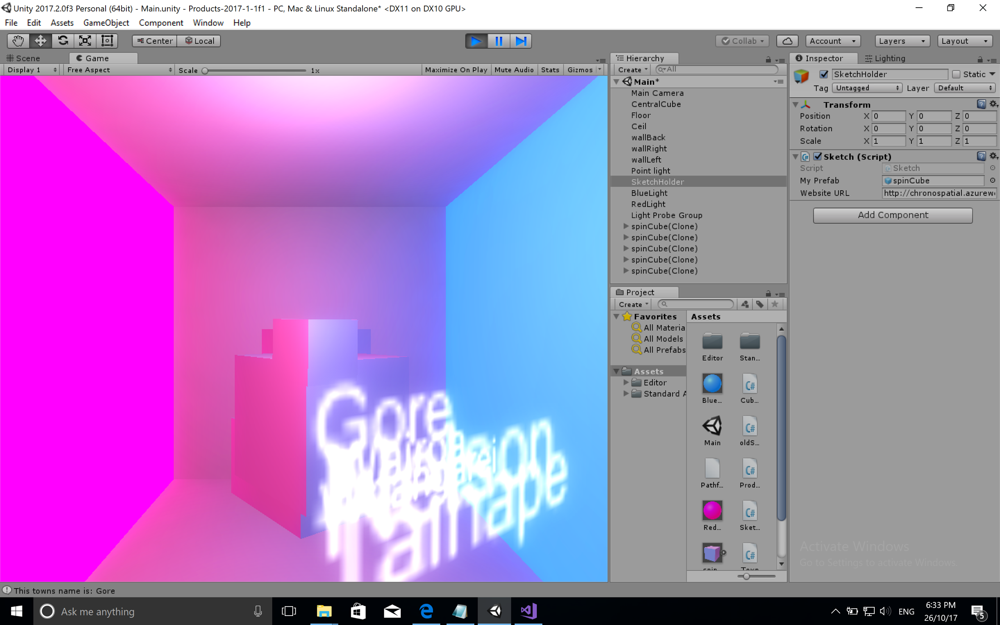 Unity 2017.2.0f3 Personal (64bit) - Main.unity - Products-2017-1-1f1 - PC, Mac & Linux Standalone* <DX11 on DX10 GPU>
File Edit Assets GameObject Component Window Help
Center Local Collab Account Layers Layout
Scene Game
Display 1 Free Aspect Scale 1x Maximize On Play Mute Audio Stats Gizmos
Gore
Taihape
Hierarchy
Create All
Main*
Main Camera
CentralCube
Floor
Ceil
wallBack
wallRight
wallLeft
Point light
SketchHolder
BlueLight
RedLight
Light Probe Group
spinCube(Clone)
spinCube(Clone)
spinCube(Clone)
spinCube(Clone)
spinCube(Clone)
Project
Create
Favorites
All Materia
All Models
All Prefabs
Assets
Editor
Standard A
Assets
Editor Stan...
Blue... Cub...
C#
Main oldS...
C#
Pathf... Prod...
C#
Red... Sket...
C#
C#
Inspector Lighting
SketchHolder Static
Tag Untagged Layer Default
Transform
Position X 0 Y 0 Z 0
Rotation X 0 Y 0 Z 0
Scale X 1 Y 1 Z 1
C# Sketch (Script)
Script Sketch
My Prefab spinCube
Website URL http://chronospatial.azurew
Add Component
Activate Windows
Go to Settings to activate Windows.
This towns name is: Gore
Ask me anything
ENG
6:33 PM
26/10/17
5